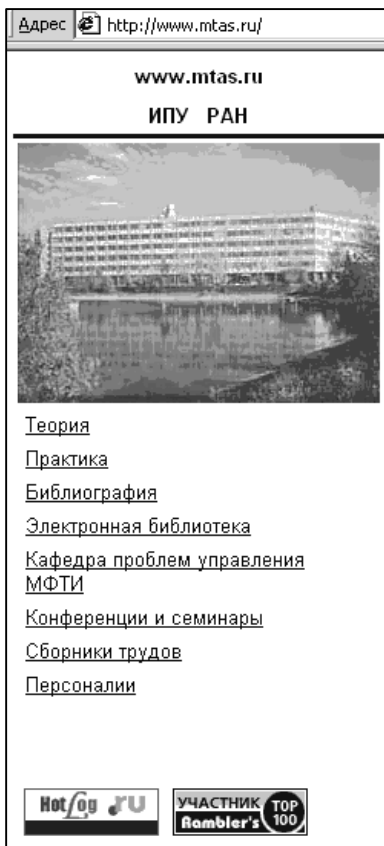 Адрес http://www.mtas.ru/
www.mtas.ru
ИПУ РАН
Теория
Практика
Библиография
Электронная библиотека
Кафедра проблем управления
МФТИ
Конференции и семинары
Сборники трудов
Персоналии
HotLog .ru
УЧАСТНИК TOP
Rambler's 100